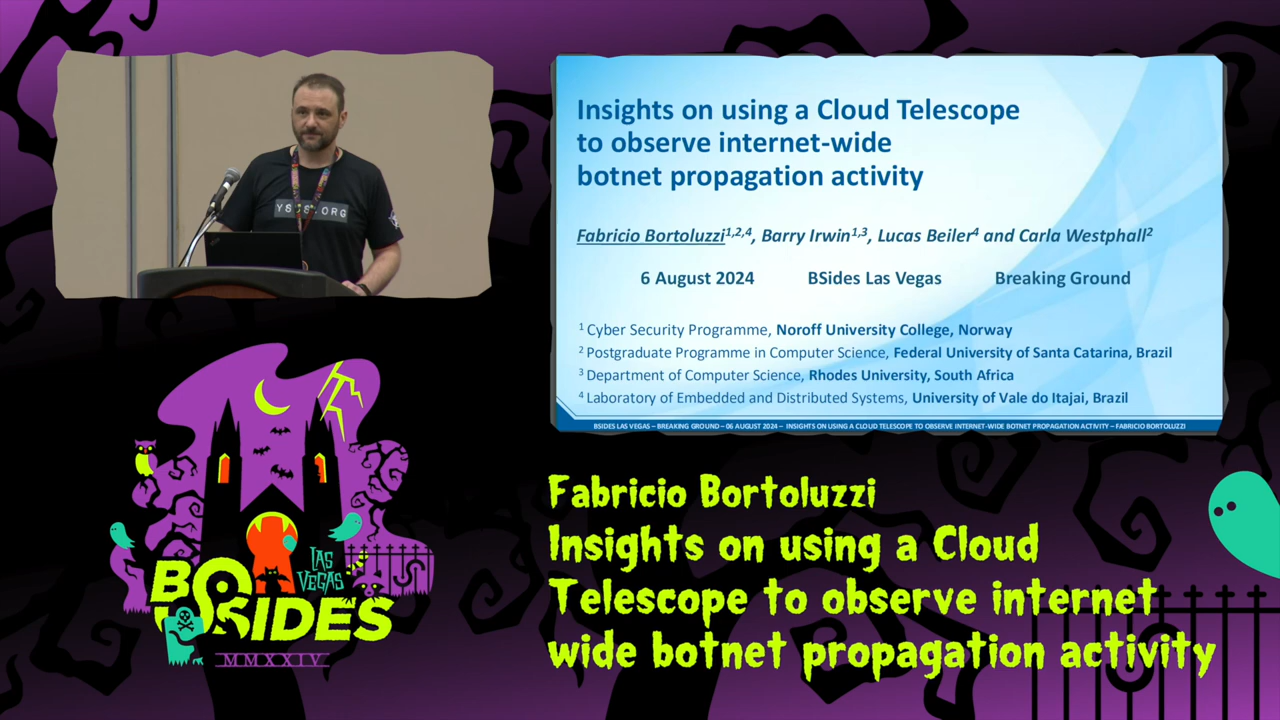 YSTS.ORG
Insights on using a Cloud Telescope
to observe internet-wide
botnet propagation activity
Fabricio Bortoluzzi1,2,4, Barry Irwin1,3, Lucas Beiler4 and Carla Westphall2
6 August 2024 BSides Las Vegas Breaking Ground
1 Cyber Security Programme, Noroff University College, Norway
2 Postgraduate Programme in Computer Science, Federal University of Santa Catarina, Brazil
3 Department of Computer Science, Rhodes University, South Africa
4 Laboratory of Embedded and Distributed Systems, University of Vale do Itajai, Brazil
BSIDES LAS VEGAS – BREAKING GROUND – 06 AUGUST 2024 – INSIGHTS ON USING A CLOUD TELESCOPE TO OBSERVE INTERNET-WIDE BOTNET PROPAGATION ACTIVITY – FABRICIO BORTOLUZZI
LAS
VEGAS
BSIDES
MMXXIV
Fabricio Bortoluzzi
Insights on using a Cloud
Telescope to observe internet
wide botnet propagation activity